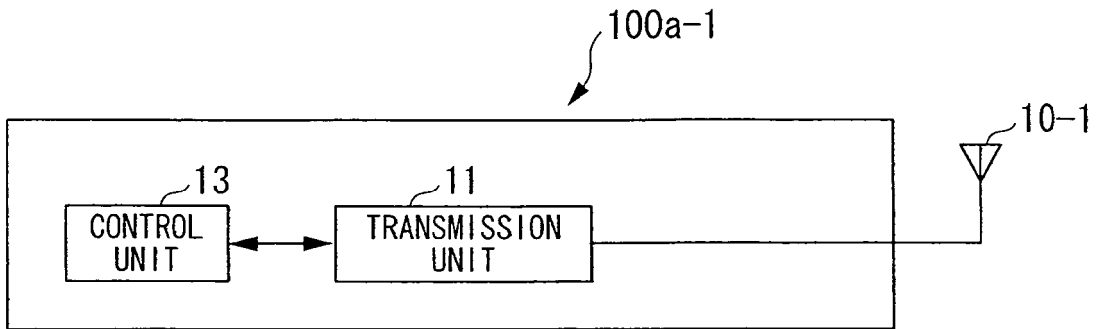 100a-1
10-1
13
11
CONTROL
UNIT
TRANSMISSION
UNIT